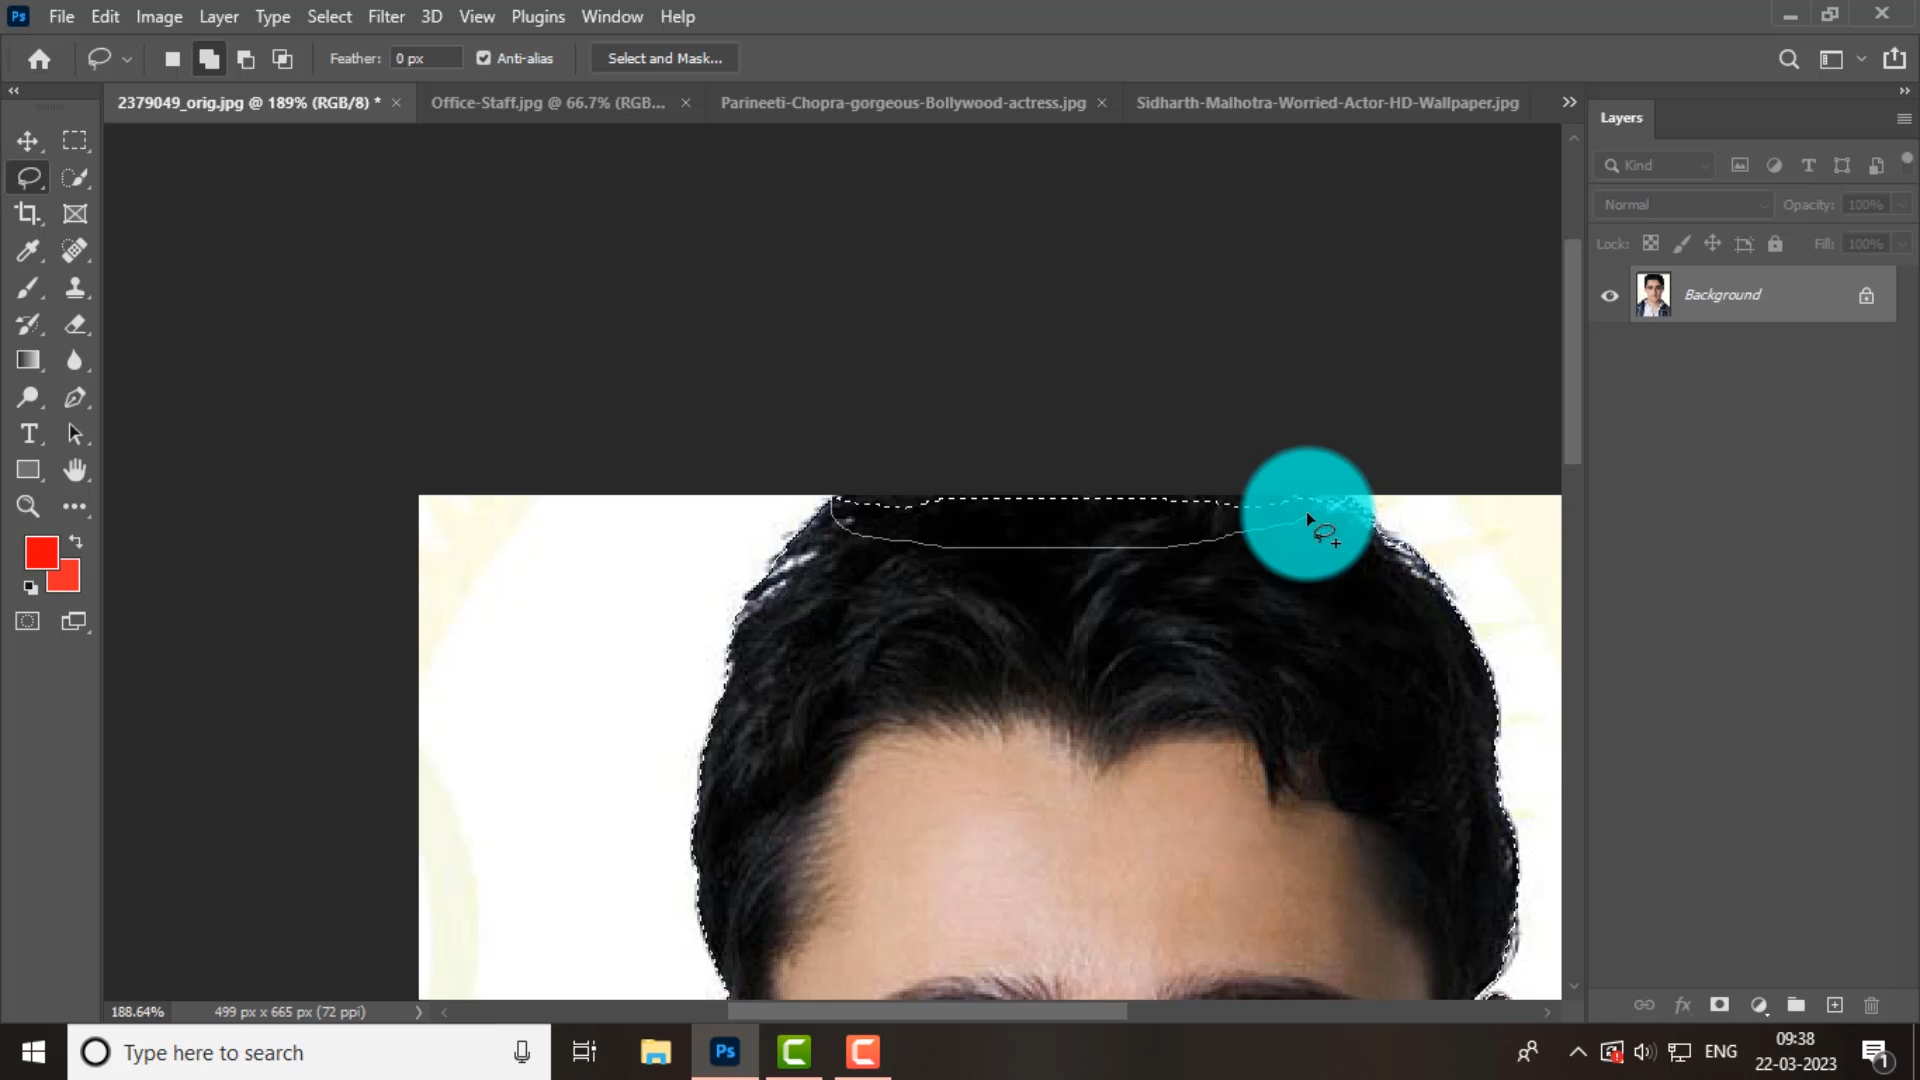 Ps File Edit Image Layer Type Select Filter 3D View Plugins Window Help
Feather: 0 px Anti-alias Select and Mask...
2379049_orig.jpg @ 189% (RGB/8) * Office-Staff.jpg @ 66.7% (RGB... Parineeti-Chopra-gorgeous-Bollywood-actress.jpg Sidharth-Malhotra-Worried-Actor-HD-Wallpaper.jpg
Layers
Kind
Normal Opacity: 100%
Lock: Fill: 100%
Background
188.64% 499 px x 665 px (72 ppi)
Type here to search
Ps
ENG
09:38
22-03-2023
1